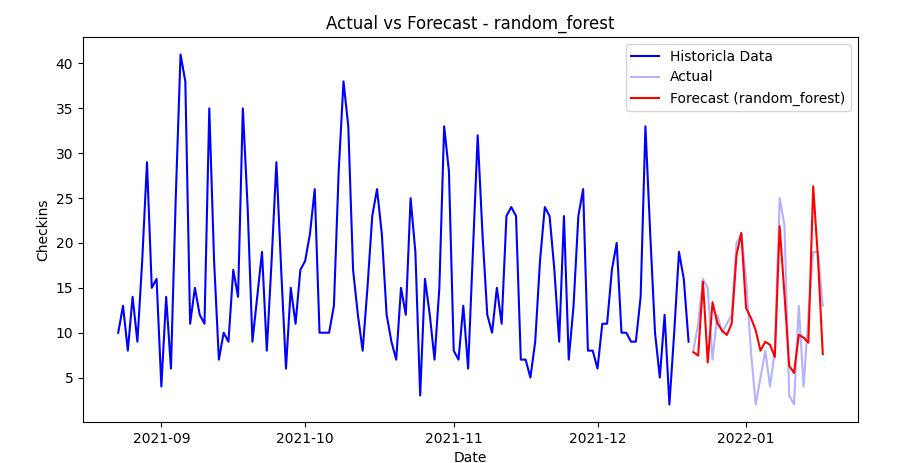 Actual vs Forecast - random_forest
Historicla Data
Actual
Forecast (random_forest)
Checkins
40
35
30
25
20
15
10
5
2021-09
2021-10
2021-11
2021-12
2022-01
Date